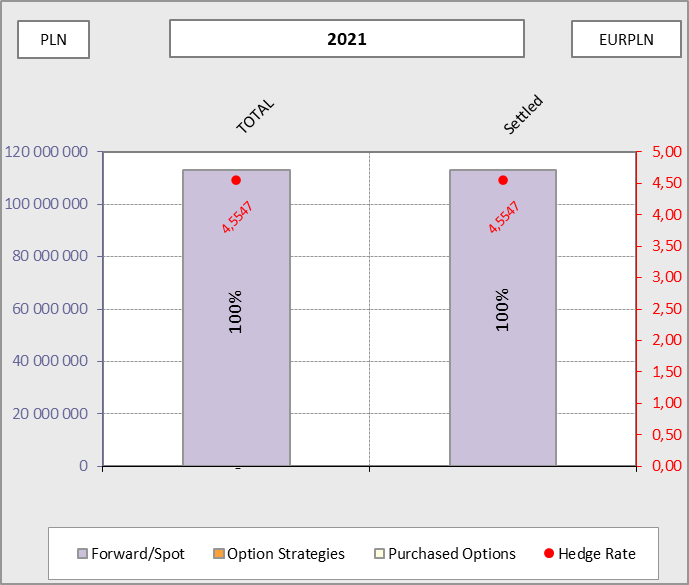 PLN
2021
EURPLN
TOTAL
Settled
120 000 000
100 000 000
80 000 000
60 000 000
40 000 000
20 000 000
0
5,00
4,50
4,00
3,50
3,00
2,50
2,00
1,50
1,00
0,50
0,00
4,5547
4,5547
100%
100%
Forward/Spot
Option Strategies
Purchased Options
Hedge Rate